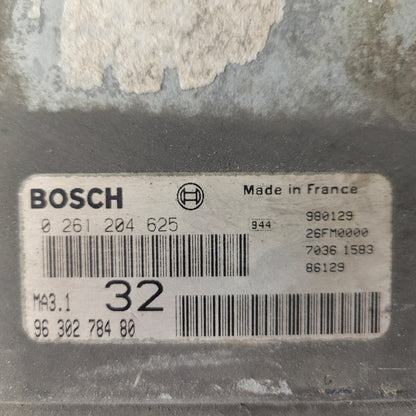 BOSCH Made in France
0 261 204 625 944 980129
26FM0000
7036 1583
86129
MA3.1 32
96 302 784 80